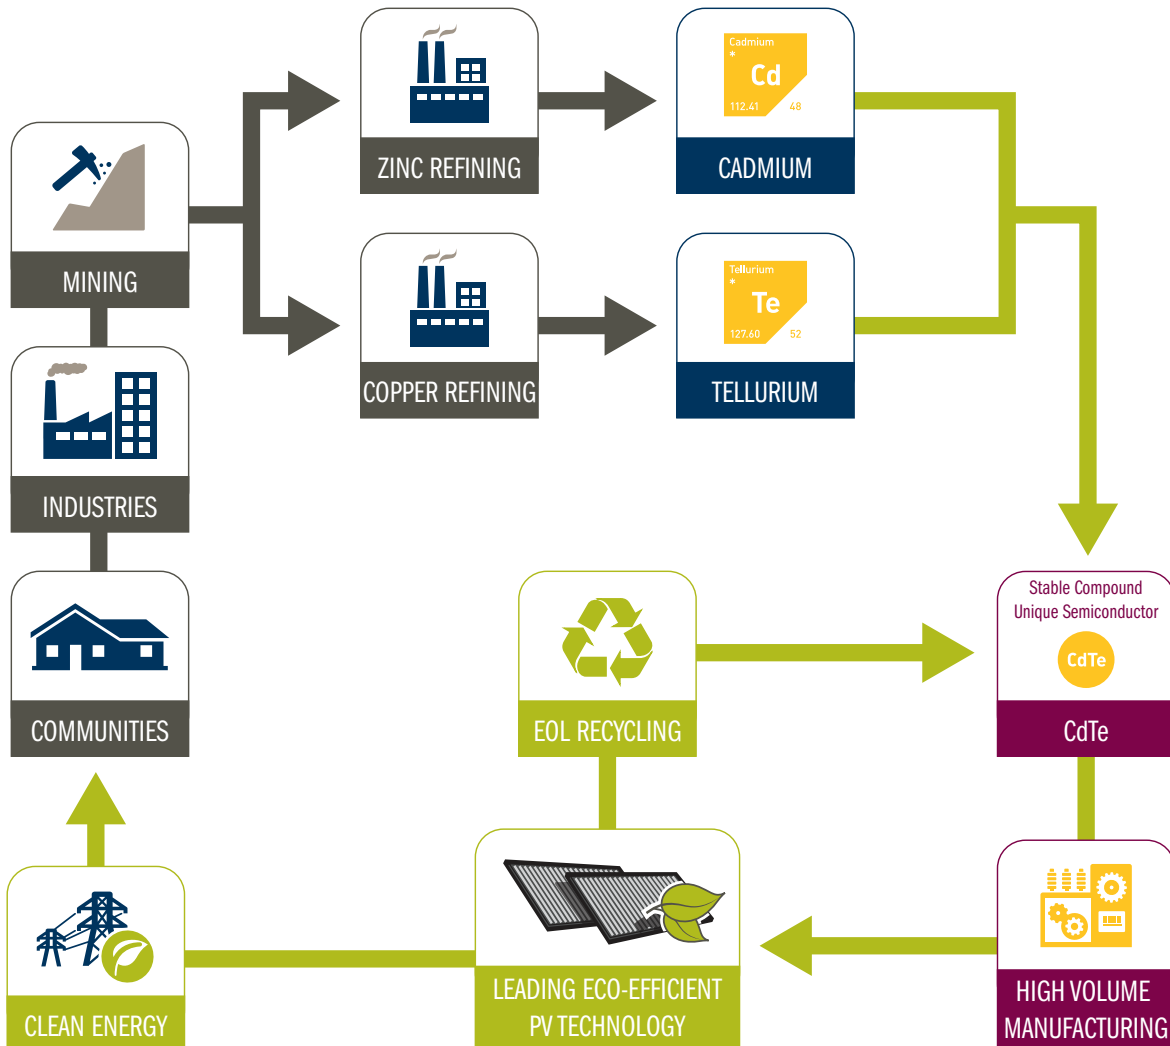 Cadmium
*
Cd
112.41 48
ZINC REFINING
CADMIUM
MINING
Tellurium
*
Te
127.60 52
COPPER REFINING
TELLURIUM
INDUSTRIES
Stable Compound
Unique Semiconductor
CdTe
COMMUNITIES
EOL RECYCLING
CdTe
CLEAN ENERGY
LEADING ECO-EFFICIENT
PV TECHNOLOGY
HIGH VOLUME
MANUFACTURING